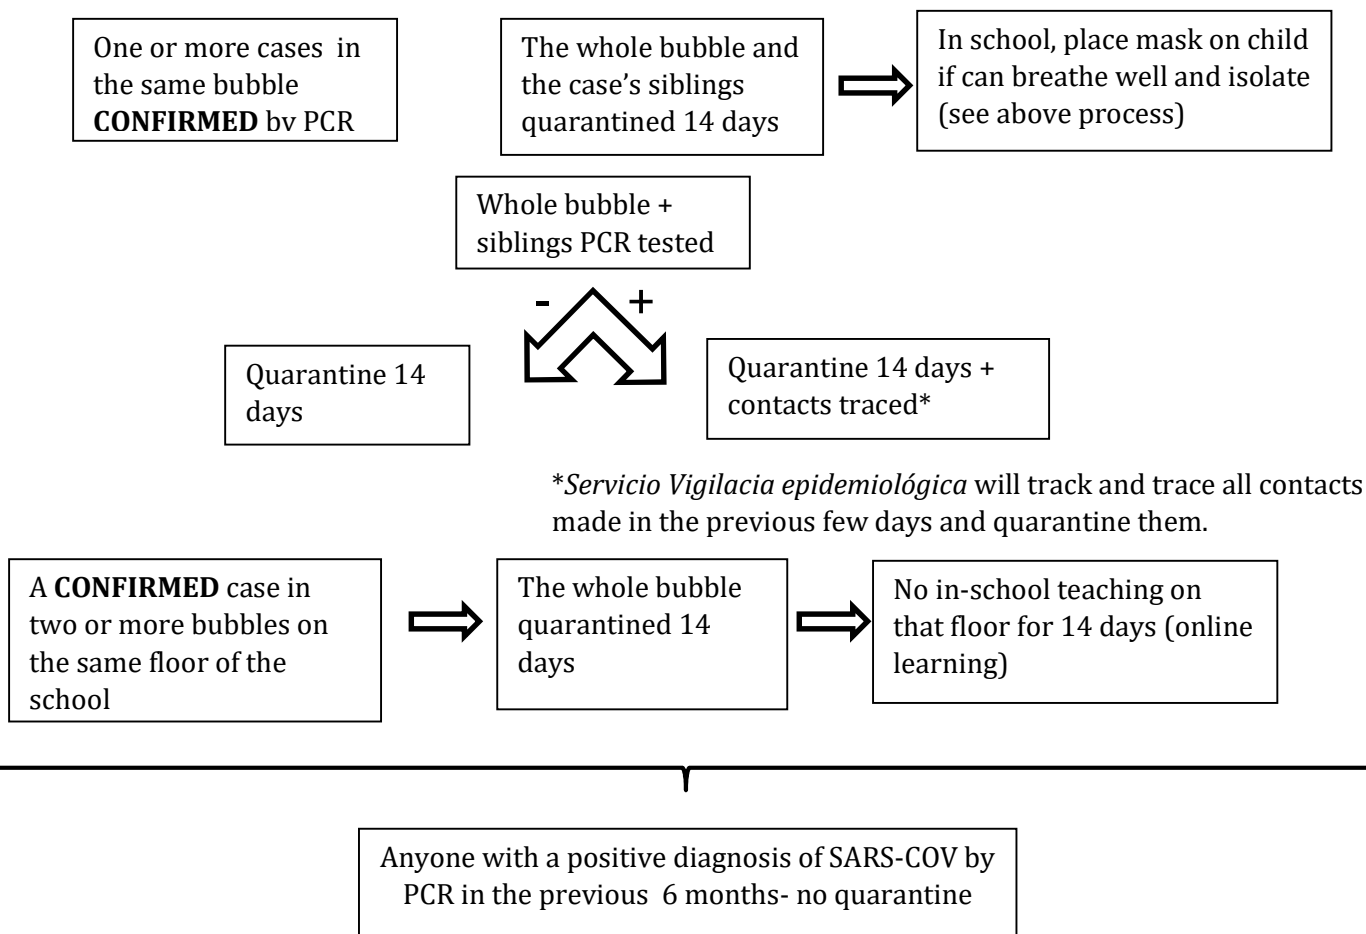 One or more cases in
the same bubble
CONFIRMED by PCR
The whole bubble and
the case's siblings
quarantined 14 days
In school, place mask on child
if can breathe well and isolate
(see above process)
Whole bubble +
siblings PCR tested
- +
Quarantine 14
days
Quarantine 14 days +
contacts traced*
*Servicio Vigilacia epidemiológica will track and trace all contacts
made in the previous few days and quarantine them.
A CONFIRMED case in
two or more bubbles on
the same floor of the
school
The whole bubble
quarantined 14
days
No in-school teaching on
that floor for 14 days (online
learning)
Anyone with a positive diagnosis of SARS-COV by
PCR in the previous 6 months- no quarantine